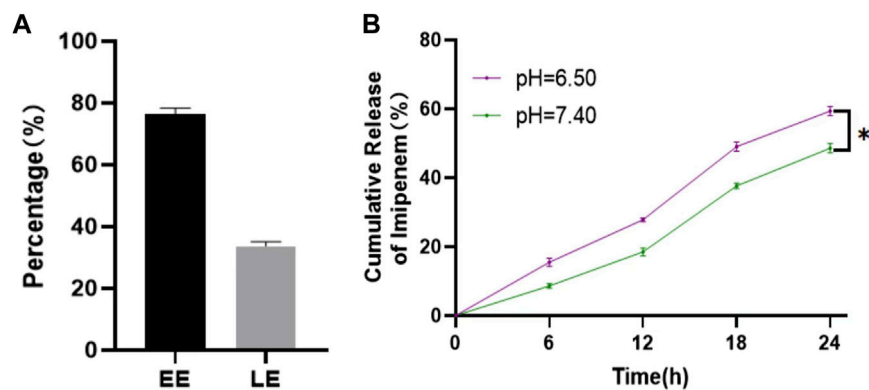 A
Percentage(%)
100
80
60
40
20
0
EE
LE
B
Cumulative Release
of Imipenem(%)
80
60
40
20
0
pH=6.50
pH=7.40
*
0
6
12
18
24
Time(h)